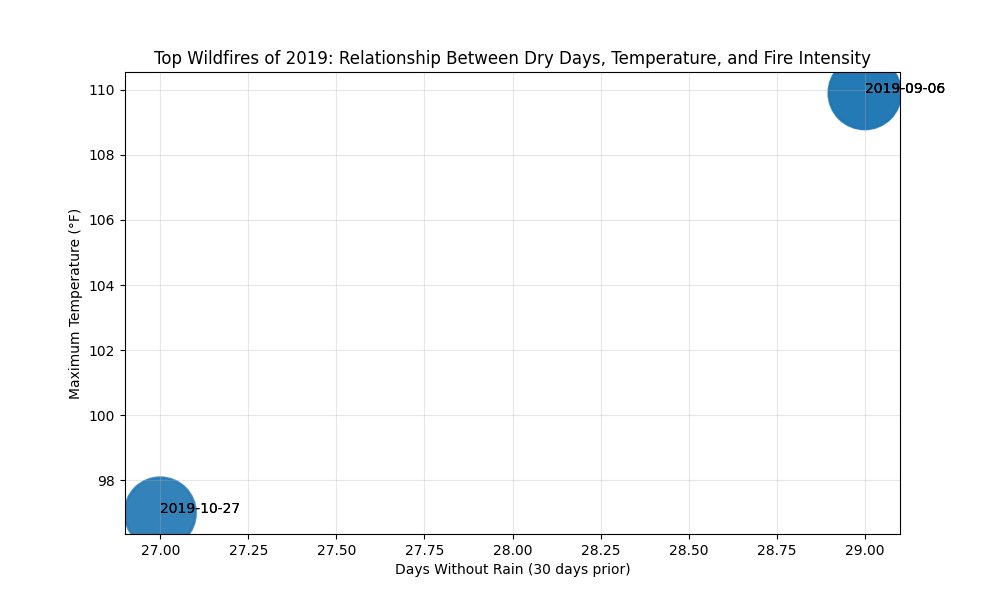 Top Wildfires of 2019: Relationship Between Dry Days, Temperature, and Fire Intensity
110
2019-09-06
108
106
104
102
100
98
2019-10-27
Maximum Temperature (°F)
27.00 27.25 27.50 27.75 28.00 28.25 28.50 28.75 29.00
Days Without Rain (30 days prior)